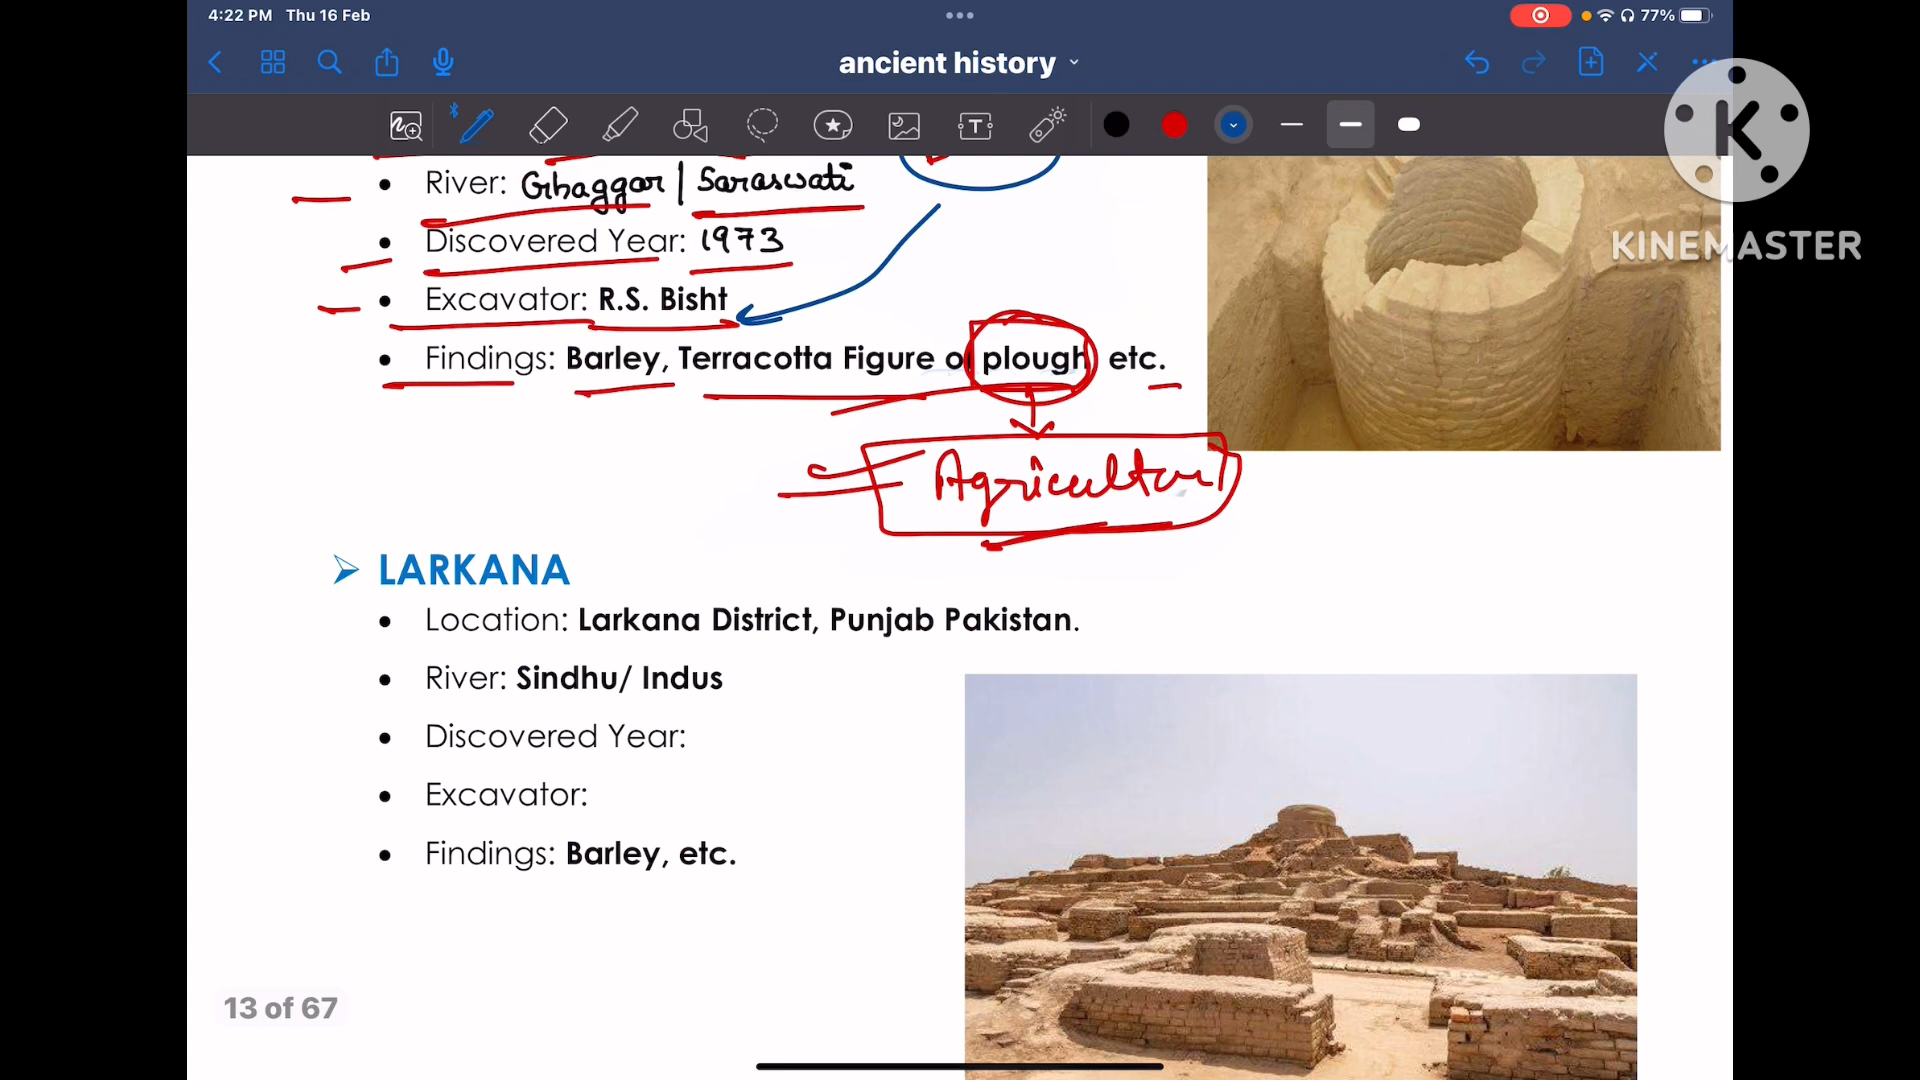 4:22 PM Thu 16 Feb
77%
ancient history
KINEMASTER
• River: Ghaggar | Saraswati
• Discovered Year: 1973
• Excavator: R.S. Bisht
• Findings: Barley, Terracotta Figure of plough etc.
➢ LARKANA
• Location: Larkana District, Punjab Pakistan.
• River: Sindhu/ Indus
• Discovered Year:
• Excavator:
• Findings: Barley, etc.
13 of 67